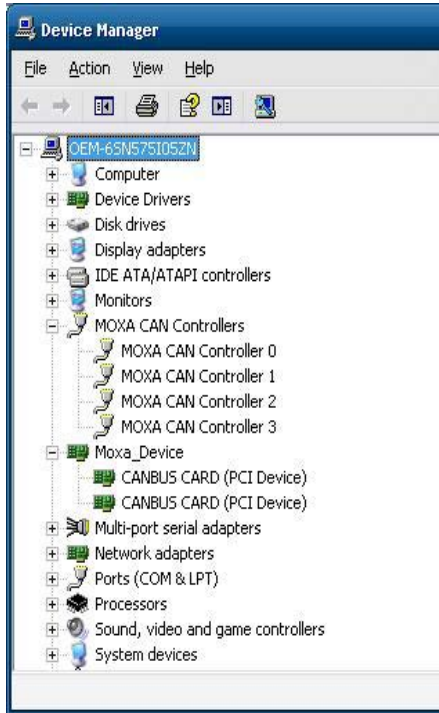 Device Manager
File Action View Help
OEM-6SN575I05ZN
Computer
Device Drivers
Disk drives
Display adapters
IDE ATA/ATAPI controllers
Monitors
MOXA CAN Controllers
MOXA CAN Controller 0
MOXA CAN Controller 1
MOXA CAN Controller 2
MOXA CAN Controller 3
Moxa_Device
CANBUS CARD (PCI Device)
CANBUS CARD (PCI Device)
Multi-port serial adapters
Network adapters
Ports (COM & LPT)
Processors
Sound, video and game controllers
System devices